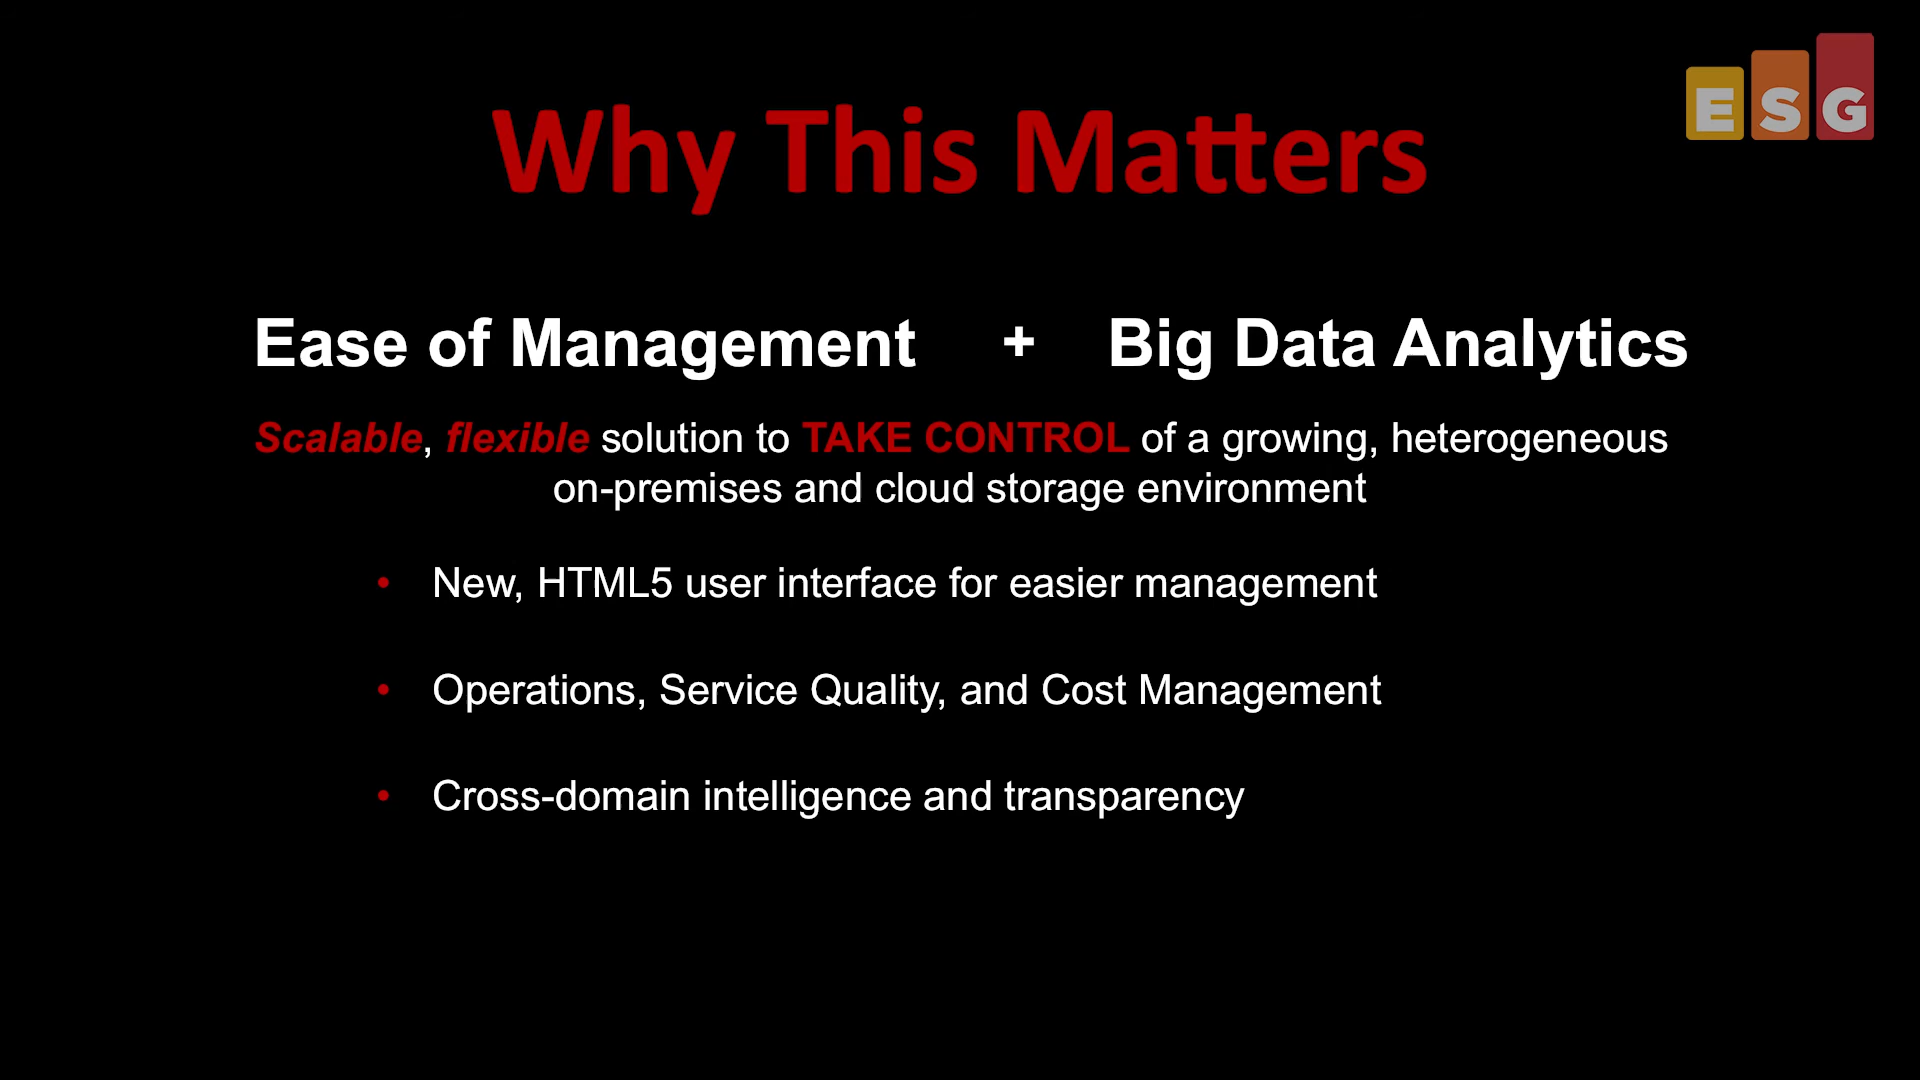 ESG
Why This Matters
Ease of Management + Big Data Analytics
Scalable, flexible solution to TAKE CONTROL of a growing, heterogeneous
on-premises and cloud storage environment
• New, HTML5 user interface for easier management
• Operations, Service Quality, and Cost Management
• Cross-domain intelligence and transparency